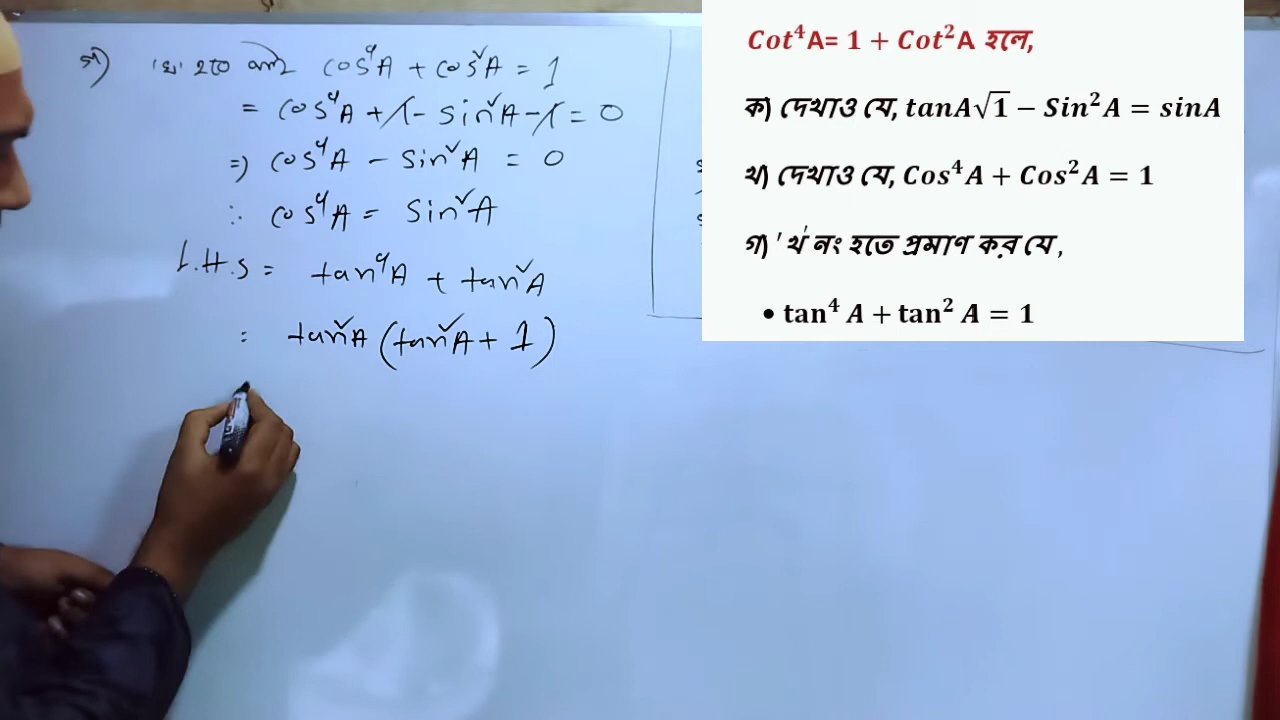 গ) 'খ' হতে পাই cos⁴A + cos²A = 1
= cos⁴A + 1 - sin²A - 1 = 0
⇒ cos⁴A - sin²A = 0
∴ cos⁴A = sin²A
L.H.S = tan⁴A + tan²A
= tan²A (tan²A + 1)
Cot⁴A= 1 + Cot²A হলে,
ক) দেখাও যে, tanA√1 − Sin²A = sinA
খ) দেখাও যে, Cos⁴A + Cos²A = 1
গ) 'খ' নং হতে প্রমাণ কর যে ,
• tan⁴ A + tan² A = 1